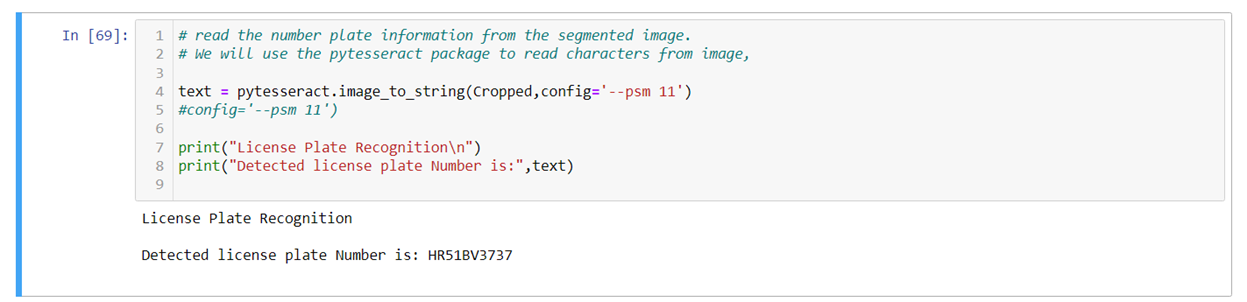 In [69]:
1 # read the number plate information from the segmented image.
2 # We will use the pytesseract package to read characters from image,
3
4 text = pytesseract.image_to_string(Cropped,config='--psm 11')
5 #config='--psm 11')
6
7 print("License Plate Recognition\n")
8 print("Detected license plate Number is:",text)
9
License Plate Recognition
Detected license plate Number is: HR51BV3737